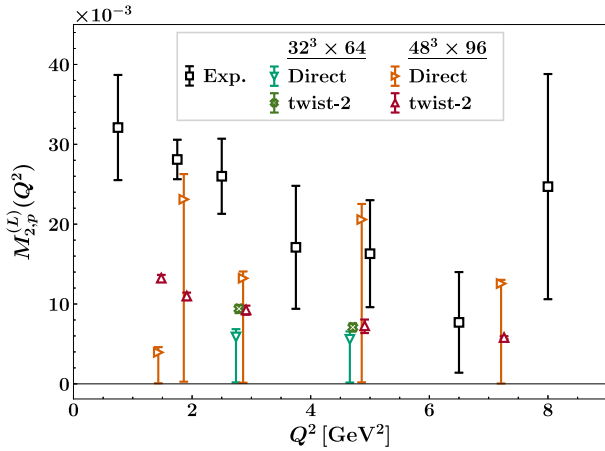 ×10⁻³
32³ × 64 48³ × 96
Exp. Direct Direct
twist-2 twist-2
40
30
20
10
0
M₂,ₚ⁽ᴸ⁾(Q²)
0 2 4 6 8
Q² [GeV²]